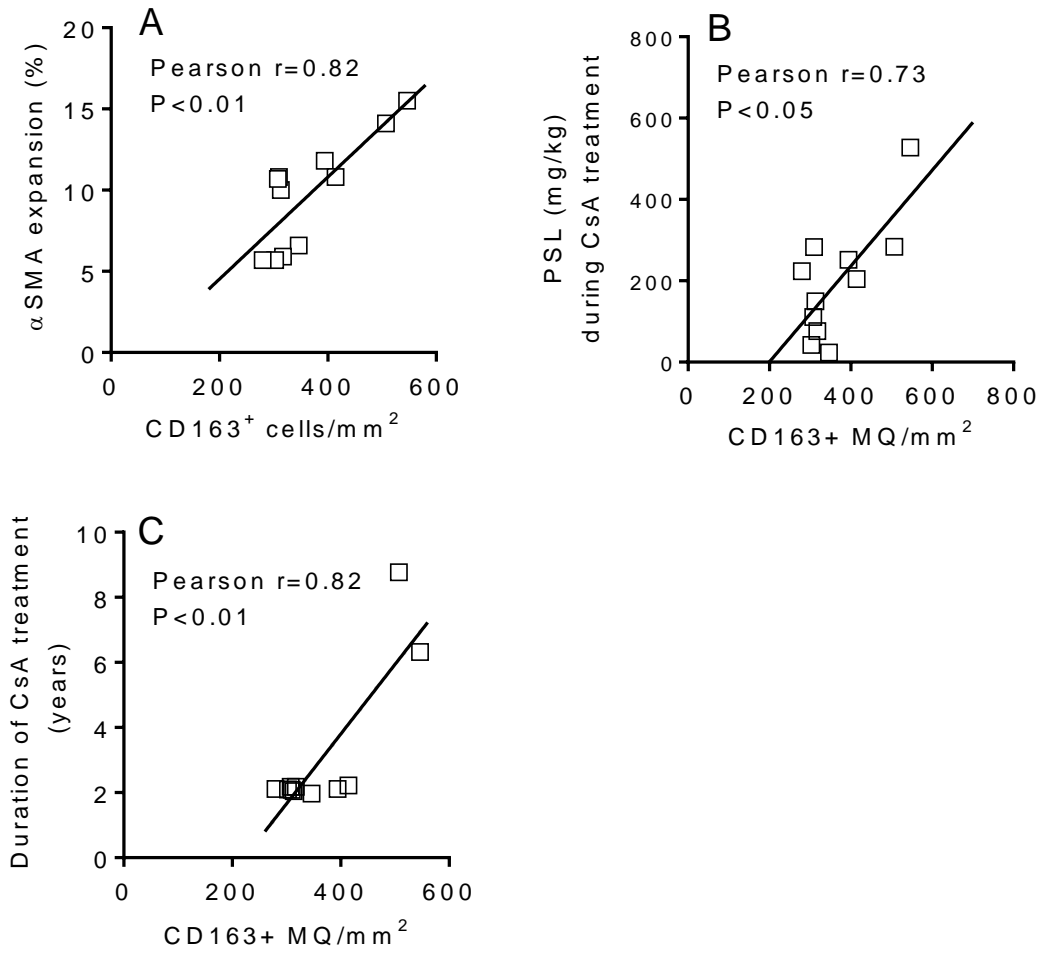 A
Pearson r=0.82
P<0.01
αSMA expansion (%)
20
15
10
5
0
0 200 400 600
CD163⁺ cells/mm²
B
Pearson r=0.73
P<0.05
PSL (mg/kg)
during CsA treatment
800
600
400
200
0
0 200 400 600 800
CD163+ MQ/mm²
C
Pearson r=0.82
P<0.01
Duration of CsA treatment
(years)
10
8
6
4
2
0
0 200 400 600
CD163+ MQ/mm²